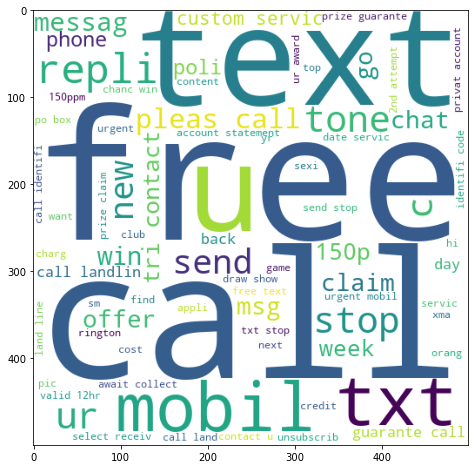 0
messag
custom servic
prize guarante
phone
text
ur award
top
go
privat account
repli
poli
content
2nd attempt
chanc win
100
150ppm
po box
urgent
pleas call
tone
chat
account statement
yr
date servic
call identifi
free
new
tri contact
sexi
identifi code
prize claim
want
u
send stop
c
200
club
back
hi
charg
win
send
game
150p
day
call landlin
draw show
claim
300
sm
find
appli
free text
urgent mobil
servic
land line
offer
msg
stop
xma
rington
call
txt stop
cost
next
week
orang
400
pic
await collect
mobil
credit
txt
valid 12hr
ur
select receiv
call land
contact u
unsubscrib
guarante call
0
100
200
300
400